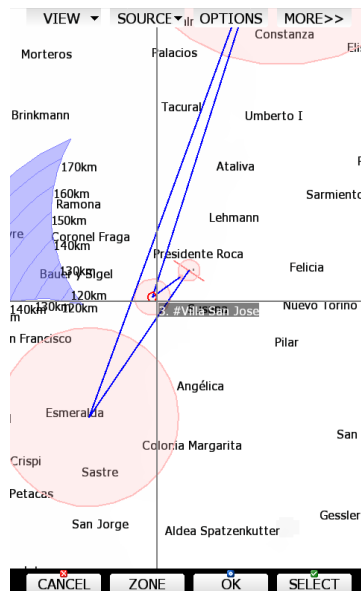 VIEW SOURCE OPTIONS MORE>>
Constanza
Morteros Palacios
Brinkmann Tacural Umberto I
170km Ataliva
160km Sarmiento
Ramona
150km Lehmann
Coronel Fraga
140km Presidente Roca
Bauer y Sigel 130km Felicia
120km
140km 130km 120km 3. #Villa San Jose Nuevo Torino
n Francisco Pilar
Angélica
Esmeralda
Colonia Margarita San
Crispi Sastre
Petacas
San Jorge Aldea Spatzenkutter Gessler
CANCEL ZONE OK SELECT